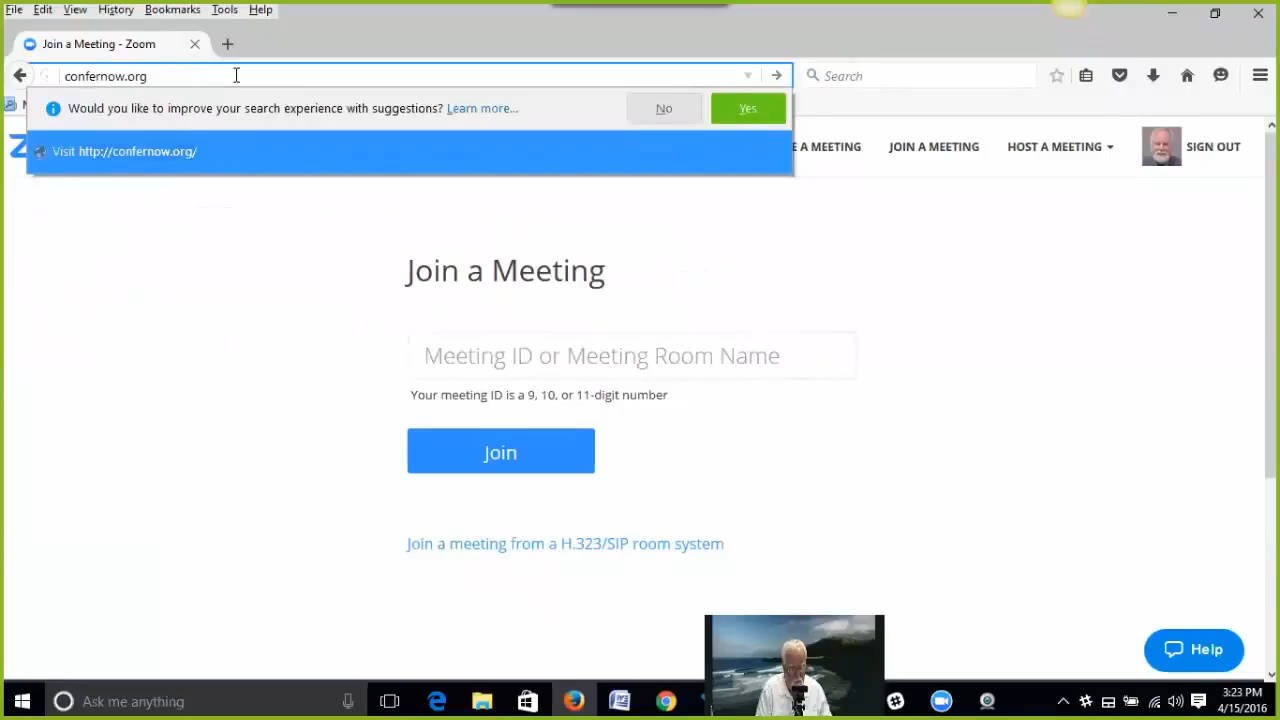 File Edit View History Bookmarks Tools Help
Join a Meeting - Zoom
confernow.org
Search
Would you like to improve your search experience with suggestions? Learn more...
No
Yes
Visit http://confernow.org/
E A MEETING
JOIN A MEETING
HOST A MEETING
SIGN OUT
Join a Meeting
Meeting ID or Meeting Room Name
Your meeting ID is a 9, 10, or 11-digit number
Join
Join a meeting from a H.323/SIP room system
Help
Ask me anything
3:23 PM
4/15/2016